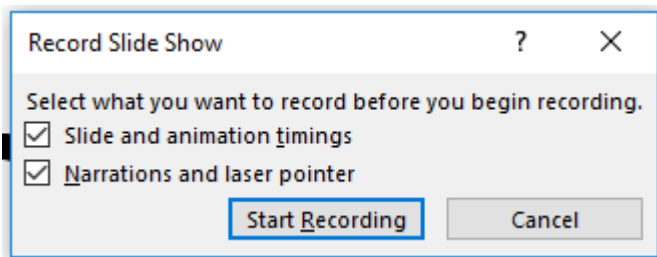 Record Slide Show ?
Select what you want to record before you begin recording.
Slide and animation timings
Narrations and laser pointer
Start Recording Cancel